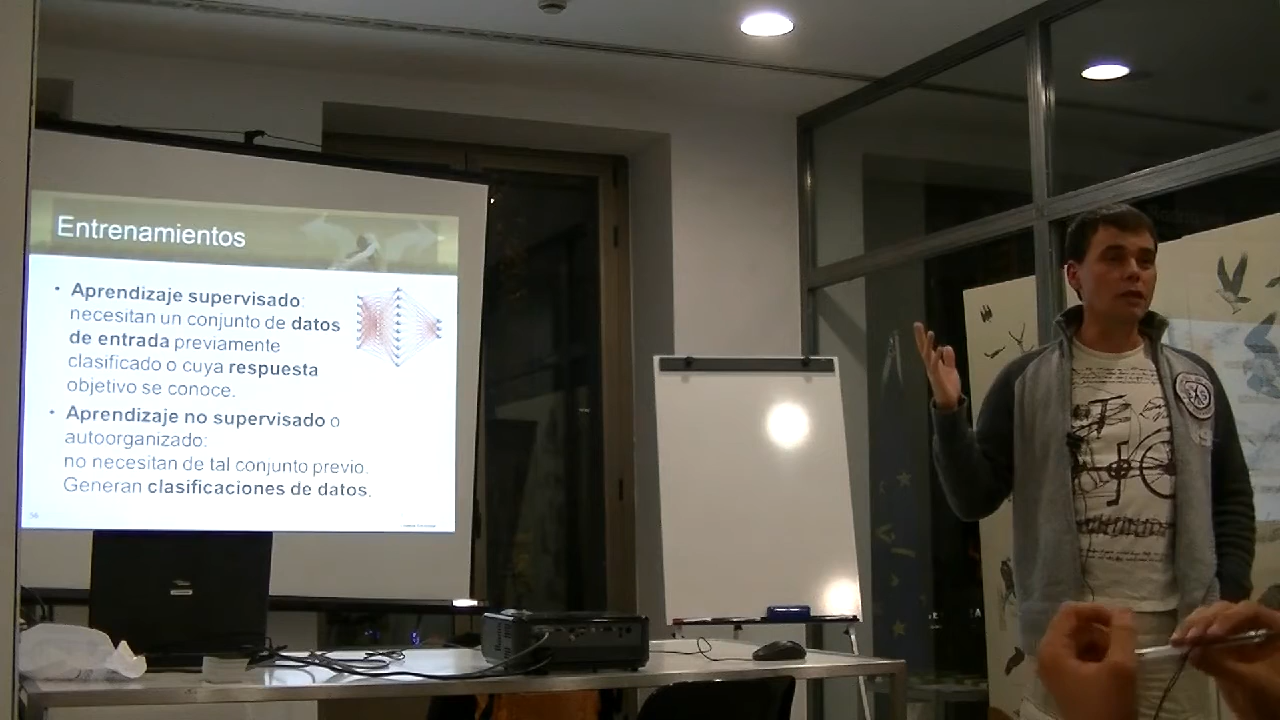 Entrenamientos
• Aprendizaje supervisado:
necesitan un conjunto de datos
de entrada previamente
clasificado o cuya respuesta
objetivo se conoce.
• Aprendizaje no supervisado o
autoorganizado:
no necesitan de tal conjunto previo.
Generan clasificaciones de datos.
56